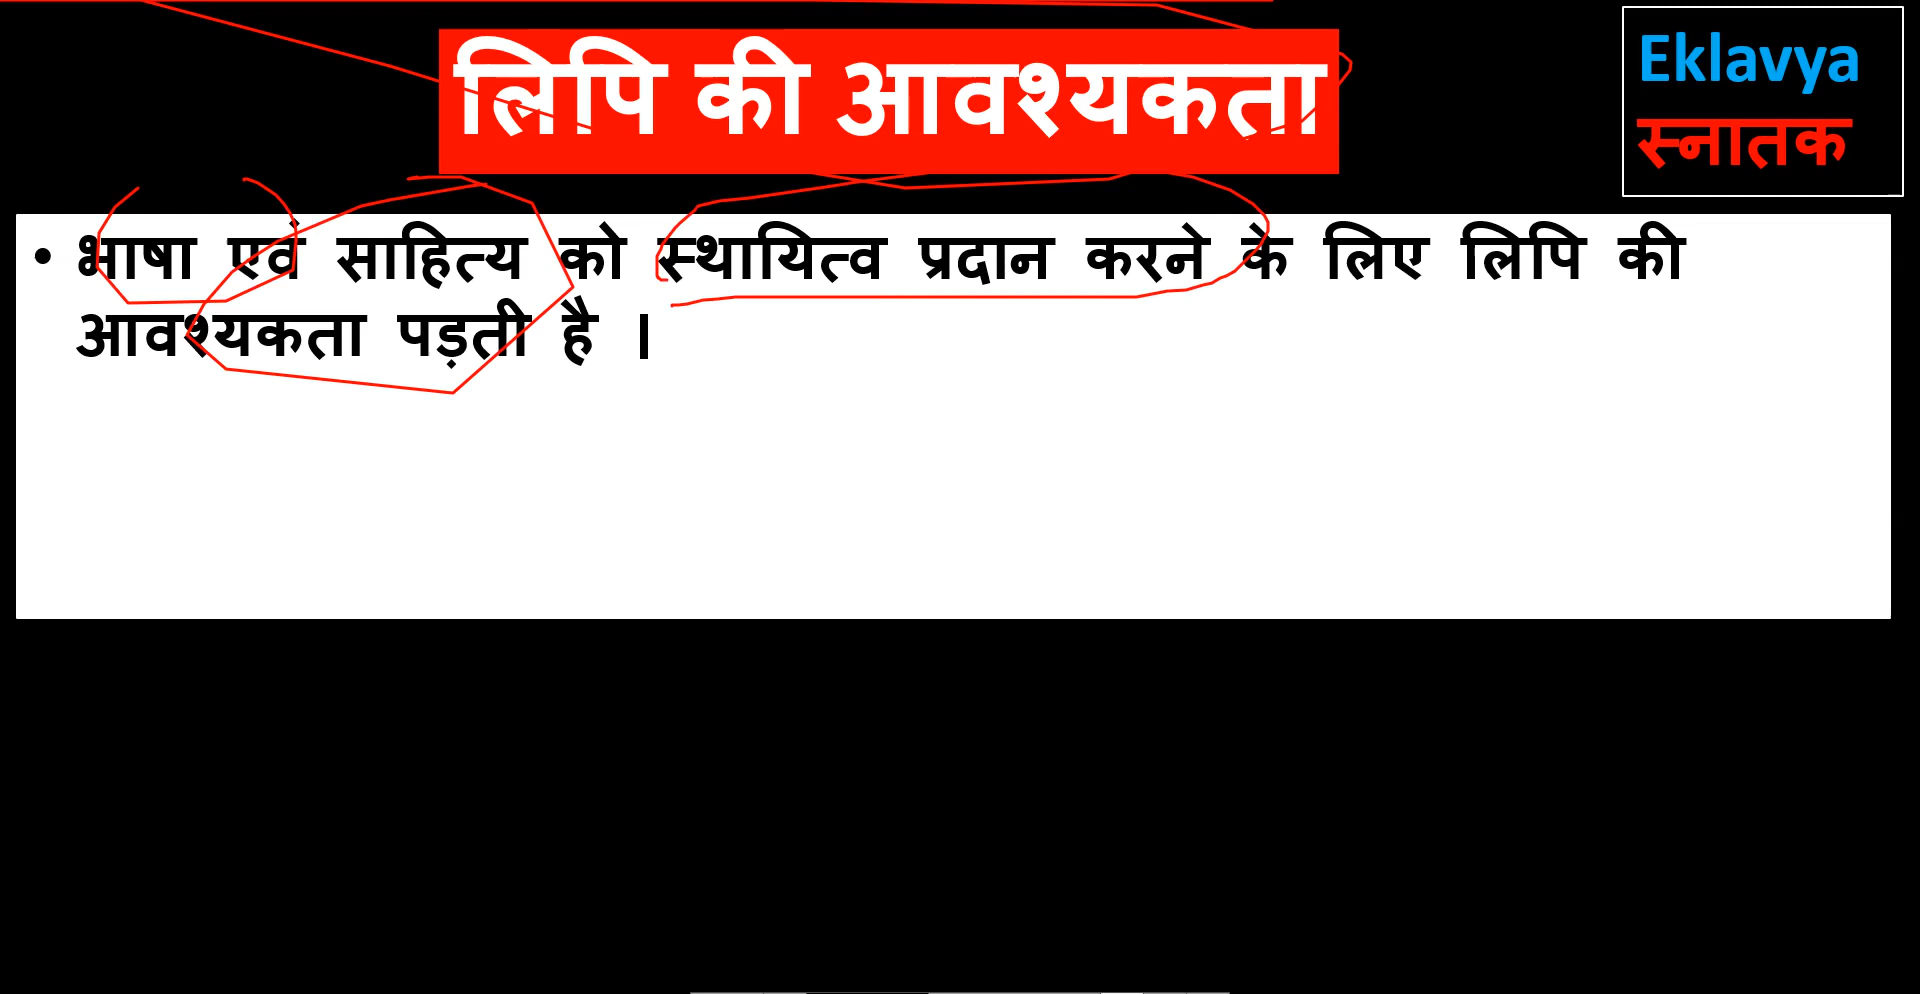 लिपि की आवश्यकता
Eklavya
स्नातक
• भाषा एवं साहित्य को स्थायित्व प्रदान करने के लिए लिपि की
आवश्यकता पड़ती है ।